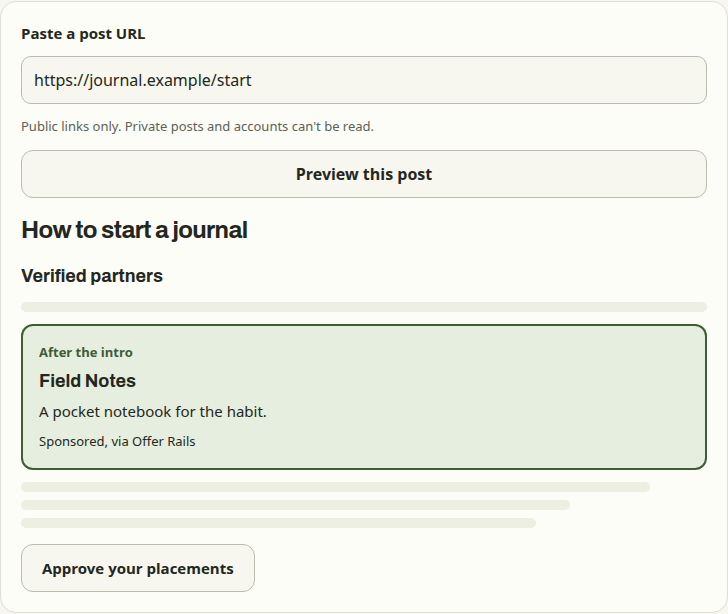 Paste a post URL
https://journal.example/start
Public links only. Private posts and accounts can't be read.
Preview this post
How to start a journal
Verified partners
After the intro
Field Notes
A pocket notebook for the habit.
Sponsored, via Offer Rails
Approve your placements